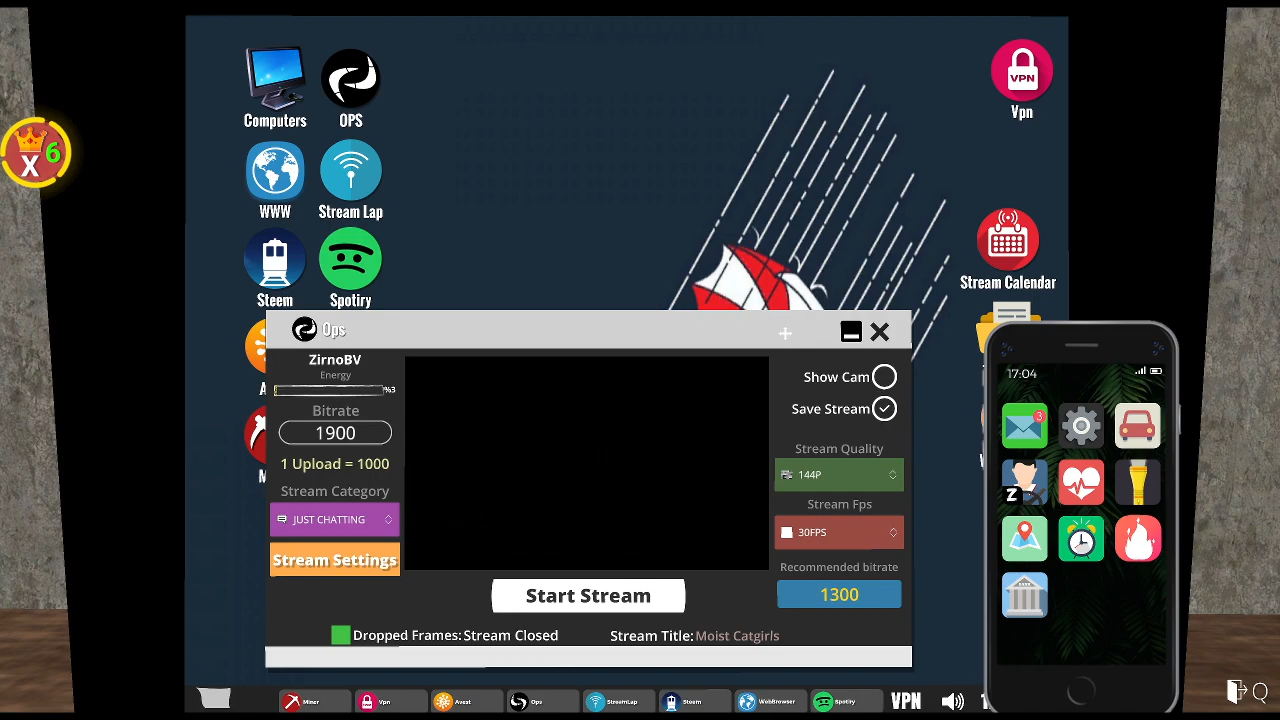 Computers
OPS
Vpn
VPN
X 6
WWW
Stream Lap
Stream Calendar
Steem
Spotiry
Ops
ZirnoBV
Energy
%3
Bitrate
1900
1 Upload = 1000
Stream Category
JUST CHATTING
Stream Settings
Show Cam
Save Stream
Stream Quality
144P
Stream Fps
30FPS
Recommended bitrate
1300
Start Stream
Dropped Frames: Stream Closed
Stream Title: Moist Catgirls
17:04
3
Z
Miner
Vpn
Avast
Ops
StreamLap
Steem
WebBrowser
Spotify
VPN
Q